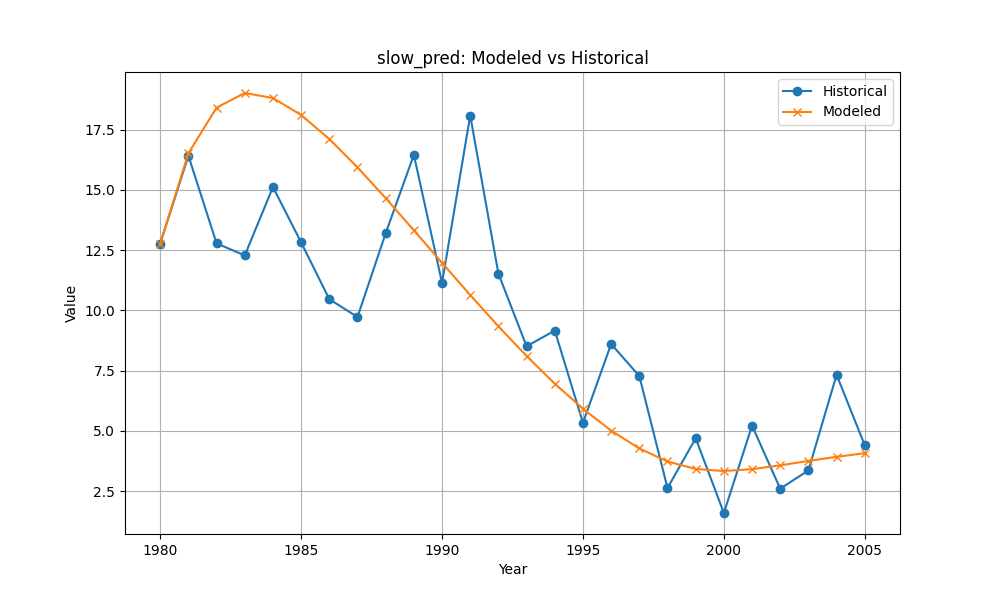 slow_pred: Modeled vs Historical
Historical
Modeled
17.5
15.0
12.5
10.0
7.5
5.0
2.5
Value
1980
1985
1990
1995
2000
2005
Year